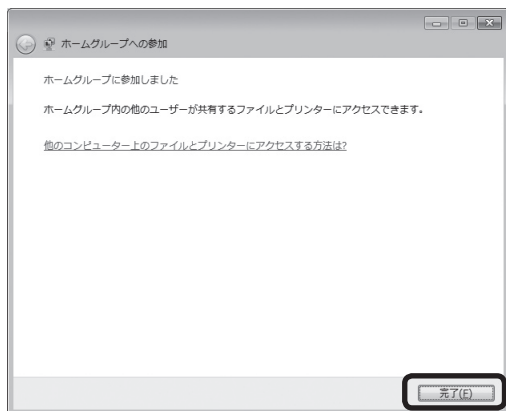 ホームグループへの参加
ホームグループに参加しました
ホームグループ内の他のユーザーが共有するファイルとプリンターにアクセスできます。
他のコンピューター上のファイルとプリンターにアクセスする方法は?
完了(F)